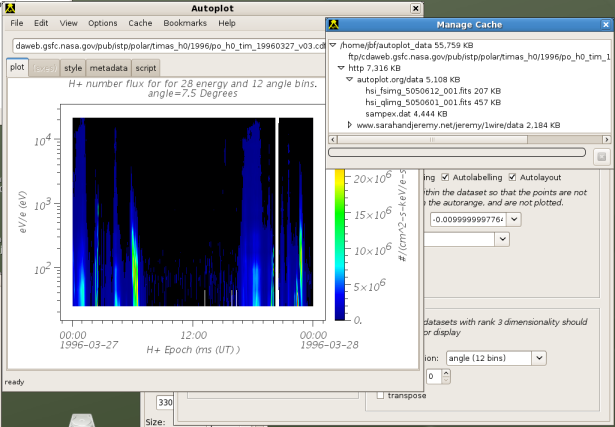 Autoplot
File Edit View Options Cache Bookmarks Help
daweb.gsfc.nasa.gov/pub/istp/polar/timas_h0/1996/po_h0_tim_19960327_v03.cdf
plot style metadata script
H+ number flux for for 28 energy and 12 angle bins.
angle=7.5 Degrees
10^4
10^3
10^2
eV/e (eV)
20×10^6
15×10^6
10×10^6
5×10^6
0.
#/(cm^2-s-keV/e-s
00:00 12:00 00:00
1996-03-27 1996-03-28
H+ Epoch (ms (UT) )
ready
Manage Cache
/home/jbf/autoplot_data 55,759 KB
ftp/cdaweb.gsfc.nasa.gov/pub/istp/polar/timas_h0/1996/po_h0_tim_1
http 7,316 KB
autoplot.org/data 5,108 KB
hsi_fsimg_5050612_001.fits 207 KB
hsi_qlimg_5050601_001.fits 457 KB
sampex.dat 4,444 KB
www.sarahandjeremy.net/jeremy/1wire/data 2,184 KB
ing Autolabelling Autolayout
ithin the dataset so that the points are not
the autorange, and are not plotted.
-0.0099999997764
datasets with rank 3 dimensionality should
or display
ion: angle (12 bins)
0
transpose
330
Size: